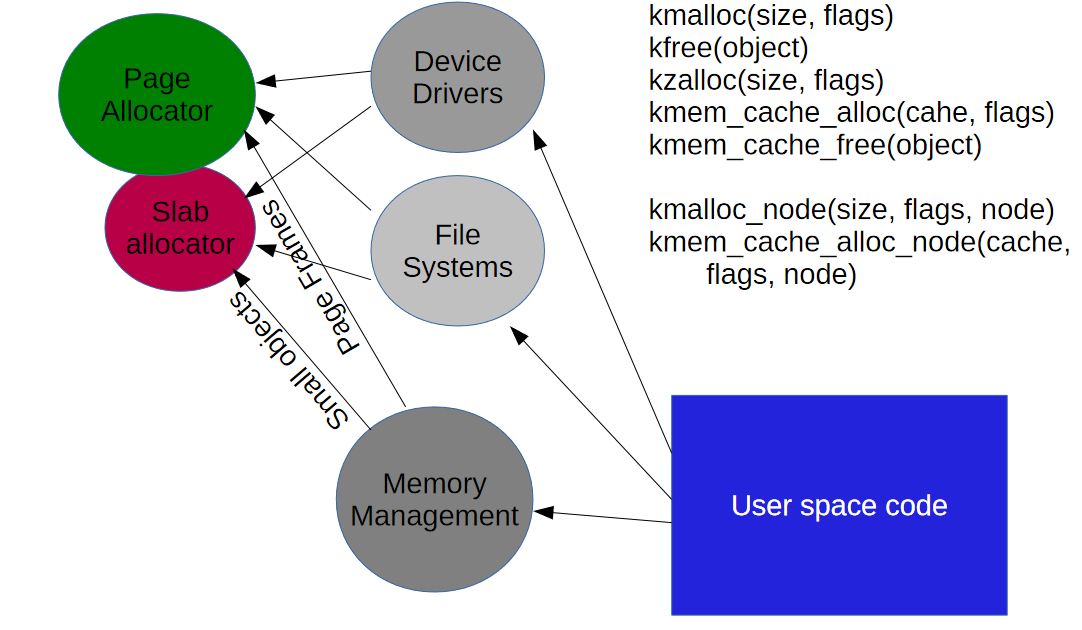 Page
Allocator
Slab
allocator
Device
Drivers
File
Systems
Page Frames
Small objects
Memory
Management
User space code
kmalloc(size, flags)
kfree(object)
kzalloc(size, flags)
kmem_cache_alloc(cahe, flags)
kmem_cache_free(object)
kmalloc_node(size, flags, node)
kmem_cache_alloc_node(cache,
flags, node)